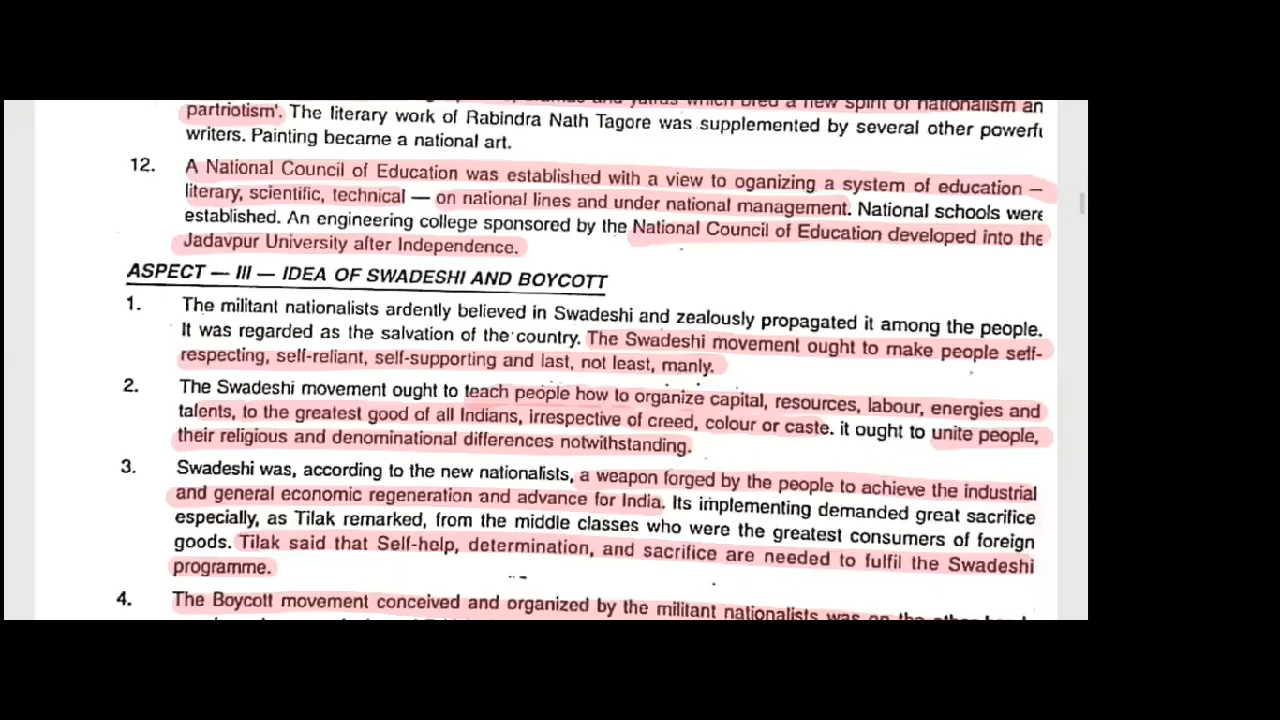 partriotism'. The literary work of Rabindra Nath Tagore was supplemented by several other
writers. Painting became a national art.
12. A National Council of Education was established with a view to oganizing a system of education —
literary, scientific, technical — on national lines and under national management. National schools were
established. An engineering college sponsored by the National Council of Education developed into the
Jadavpur University after Independence.
ASPECT — III — IDEA OF SWADESHI AND BOYCOTT
1. The militant nationalists ardently believed in Swadeshi and zealously propagated it among the people.
It was regarded as the salvation of the country. The Swadeshi movement ought to make people self-
respecting, self-reliant, self-supporting and last, not least, manly.
2. The Swadeshi movement ought to teach people how to organize capital, resources, labour, energies and
talents, to the greatest good of all Indians, irrespective of creed, colour or caste. it ought to unite people,
their religious and denominational differences notwithstanding.
3. Swadeshi was, according to the new nationalists, a weapon forged by the people to achieve the industrial
and general economic regeneration and advance for India. Its implementing demanded great sacrifice
especially, as Tilak remarked, from the middle classes who were the greatest consumers of foreign
goods. Tilak said that Self-help, determination, and sacrifice are needed to fulfil the Swadeshi
programme.
4. The Boycott movement conceived and organized by the militant nationalists was on the